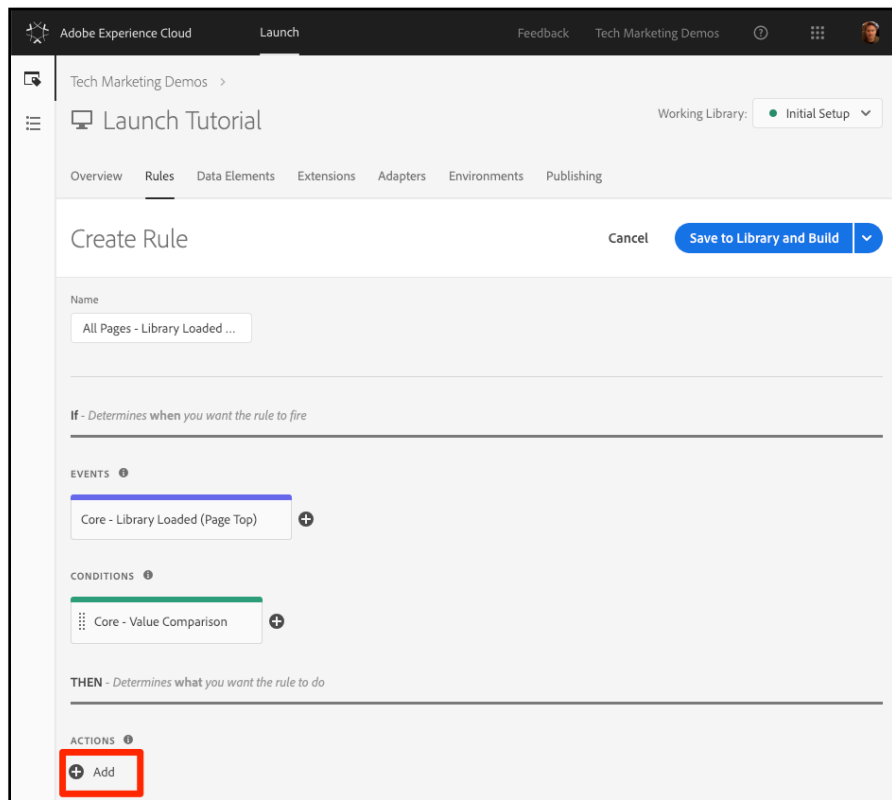 Adobe Experience Cloud Launch Feedback Tech Marketing Demos
Tech Marketing Demos >
Launch Tutorial
Working Library: Initial Setup
Overview Rules Data Elements Extensions Adapters Environments Publishing
Create Rule Cancel Save to Library and Build
Name
All Pages - Library Loaded ...
If - Determines when you want the rule to fire
EVENTS
Core - Library Loaded (Page Top)
CONDITIONS
Core - Value Comparison
THEN - Determines what you want the rule to do
ACTIONS
Add